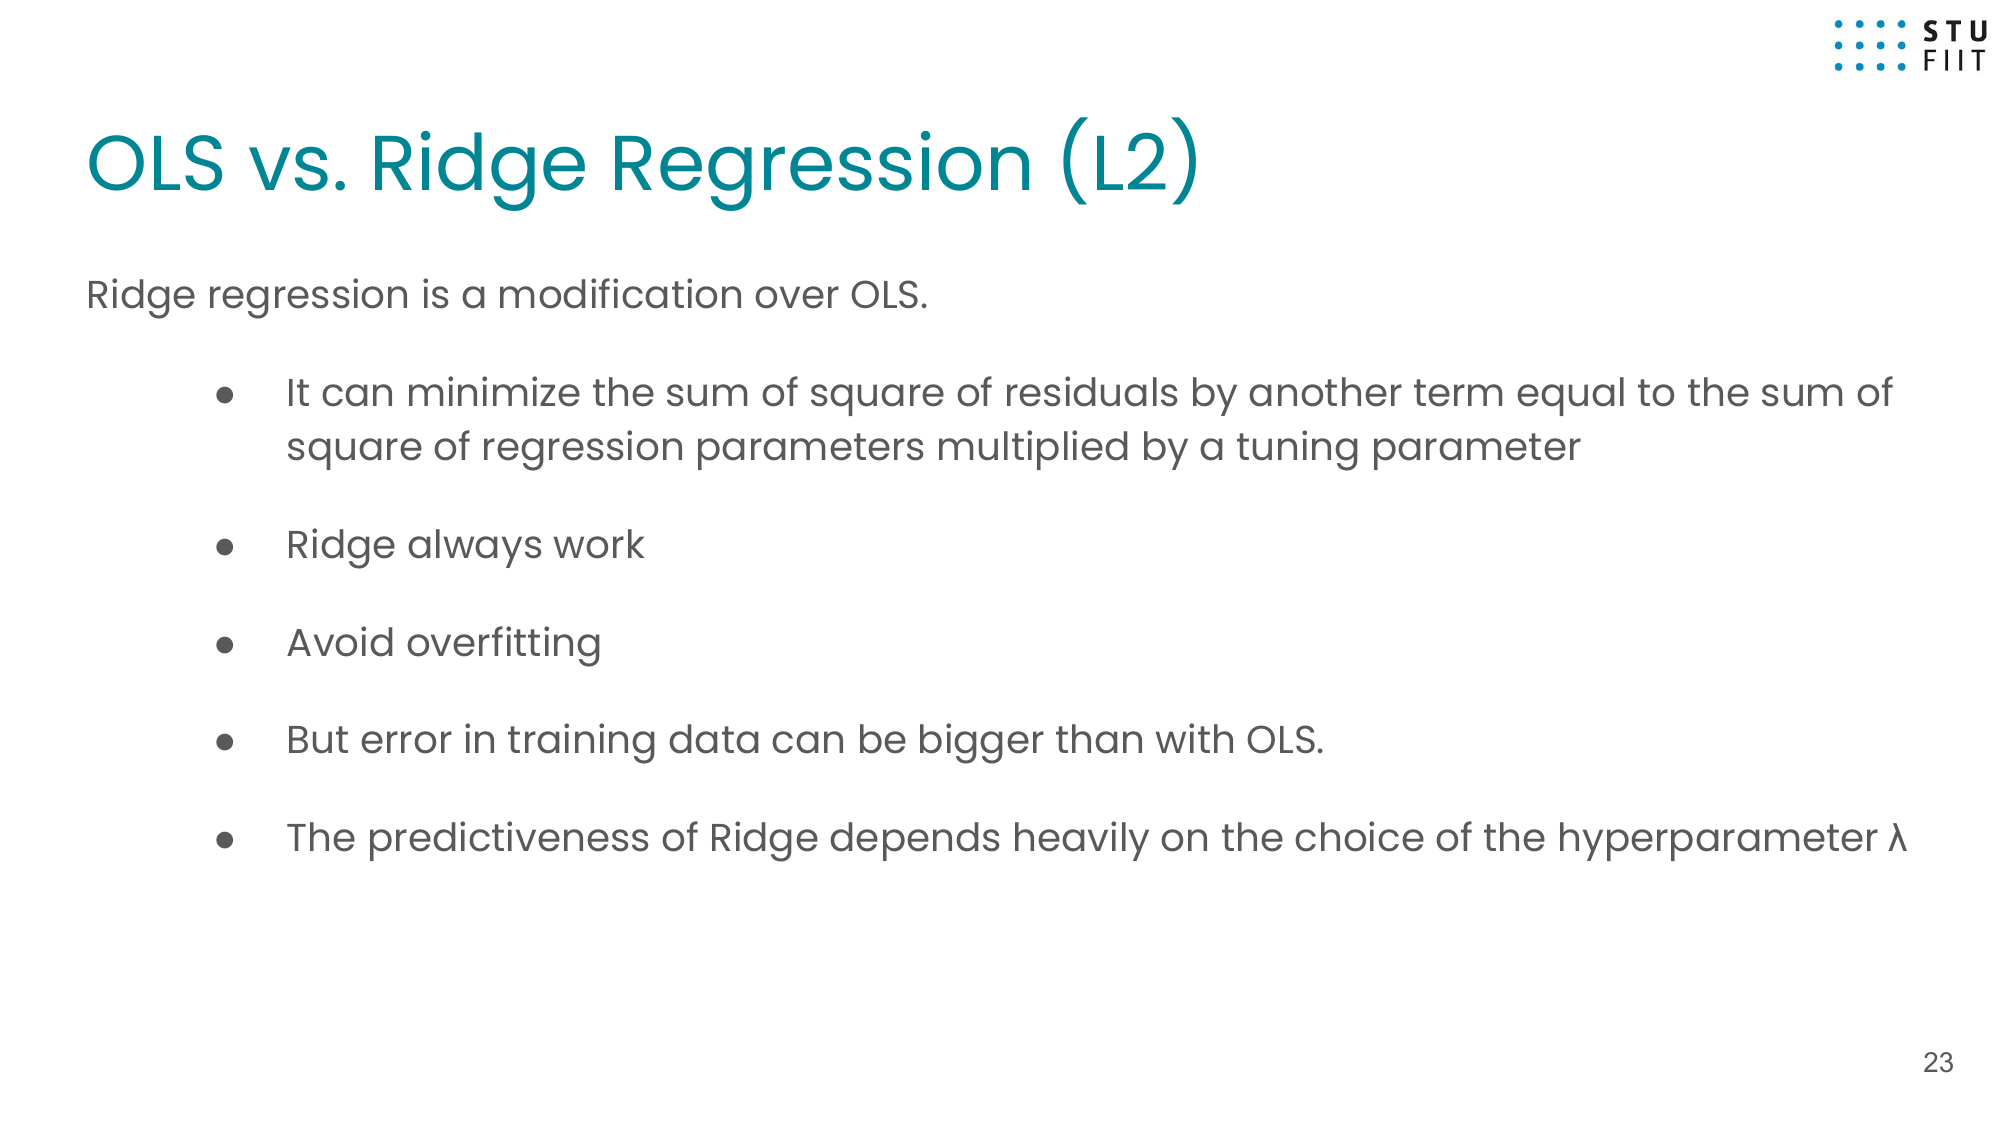 STU
FIIT
OLS vs. Ridge Regression (L2)
Ridge regression is a modification over OLS.
● It can minimize the sum of square of residuals by another term equal to the sum of
square of regression parameters multiplied by a tuning parameter
● Ridge always work
● Avoid overfitting
● But error in training data can be bigger than with OLS.
● The predictiveness of Ridge depends heavily on the choice of the hyperparameter λ
23